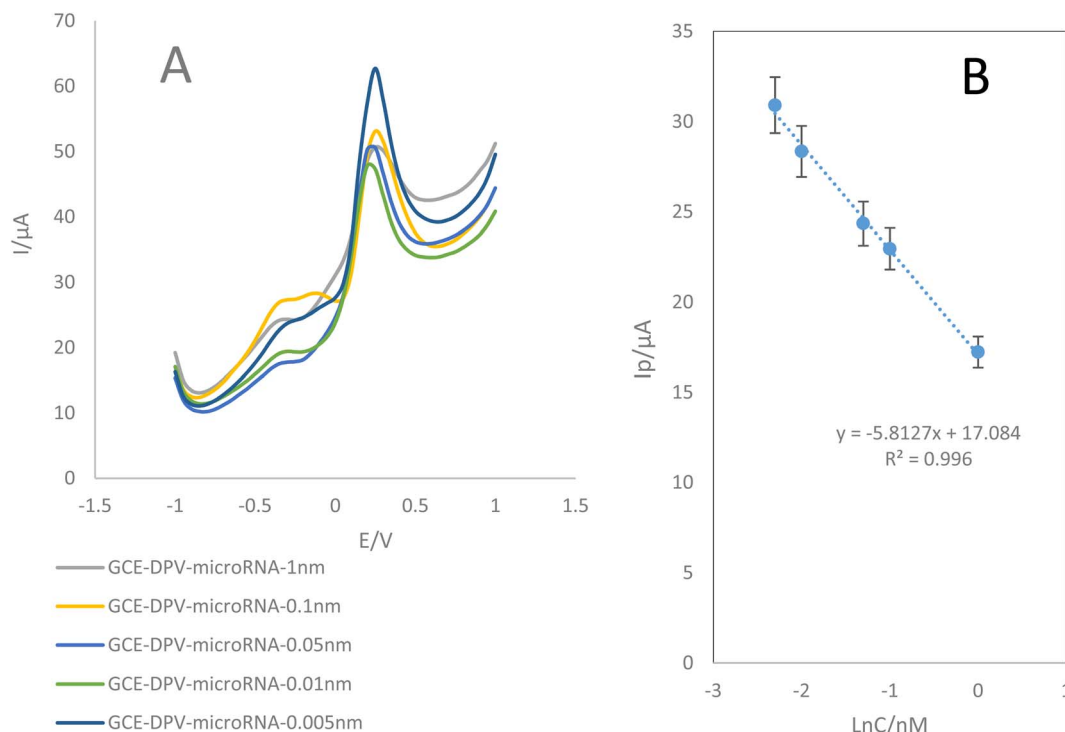 A
I/µA
70
60
50
40
30
20
10
0
-1.5
-1
-0.5
0
0.5
1
1.5
E/V
GCE-DPV-microRNA-1nm
GCE-DPV-microRNA-0.1nm
GCE-DPV-microRNA-0.05nm
GCE-DPV-microRNA-0.01nm
GCE-DPV-microRNA-0.005nm
B
Ip/µA
35
30
25
20
15
10
5
0
y = -5.8127x + 17.084
R² = 0.996
-3
-2
-1
0
1
LnC/nM